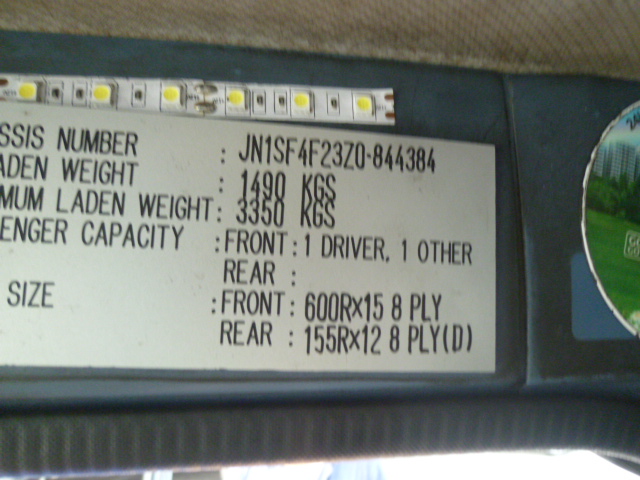 SSIS NUMBER : JN1SF4F23Z0-844384
ADEN WEIGHT : 1490 KGS
MUM LADEN WEIGHT: 3350 KGS
ENGER CAPACITY :FRONT: 1 DRIVER, 1 OTHER
REAR :
SIZE :FRONT: 600R×15 8 PLY
REAR : 155R×12 8 PLY(D)